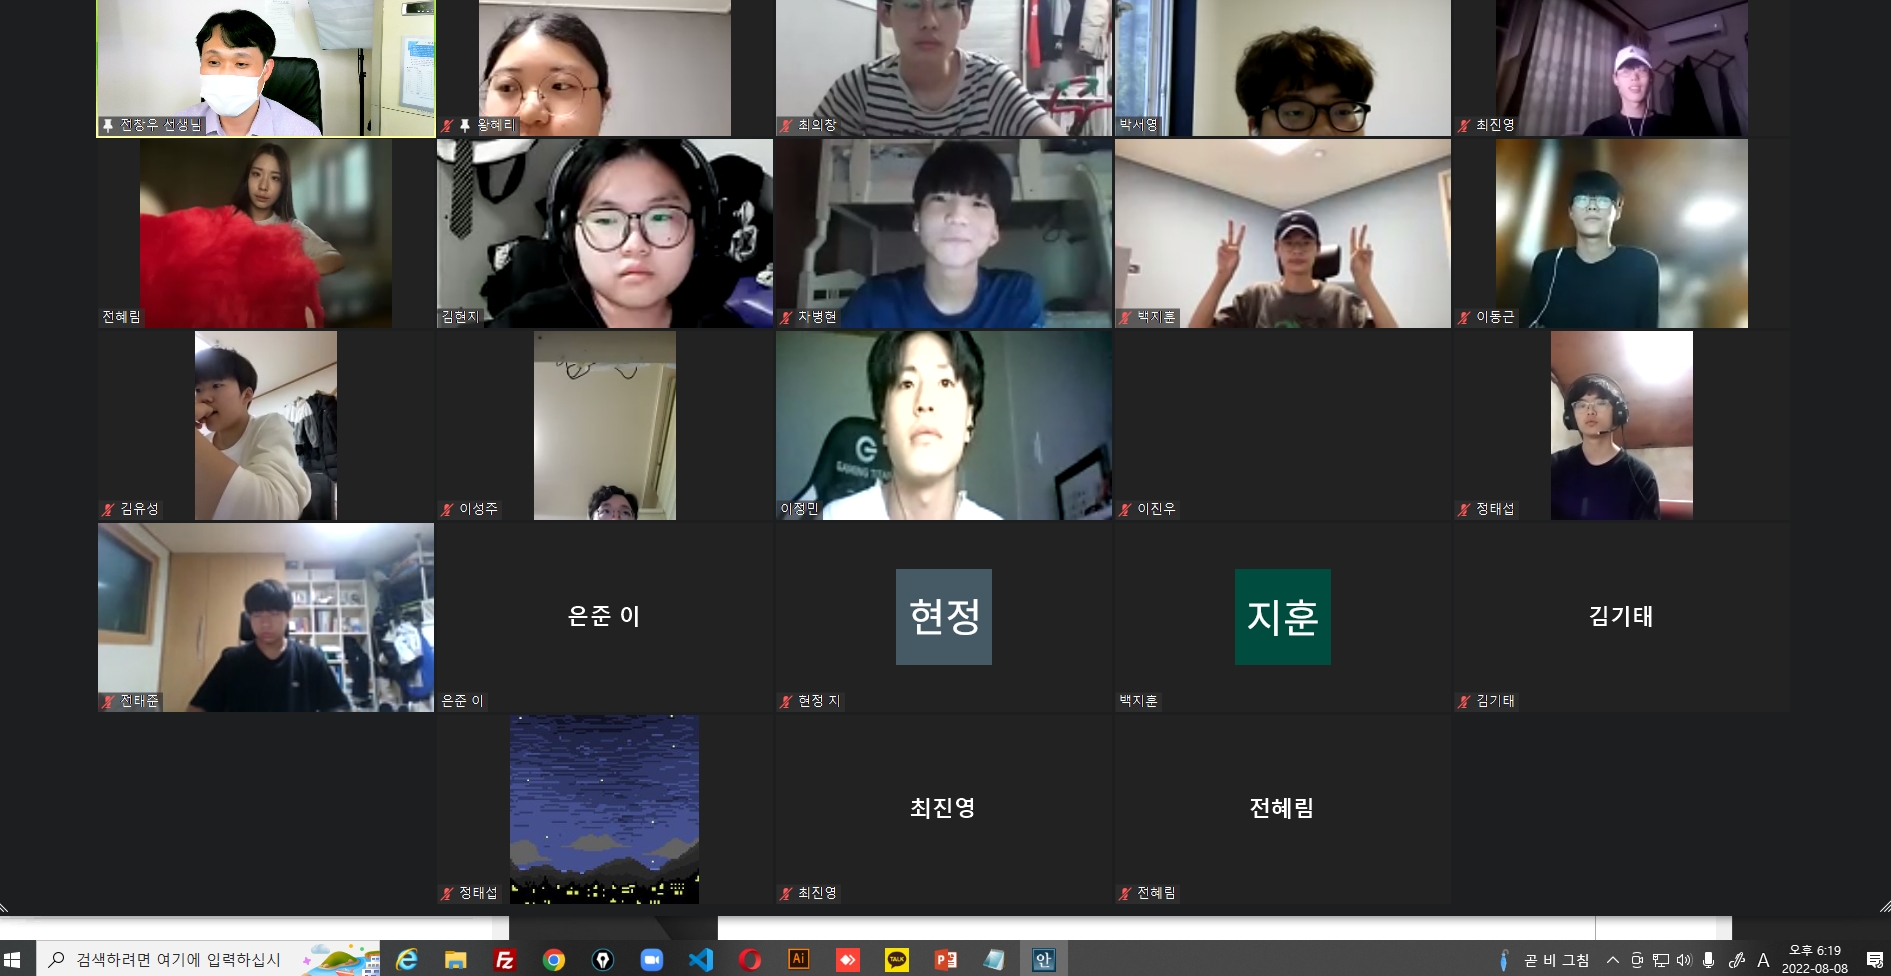 전창우 선생님
왕혜리
최의창
박서영
최진영
전혜림
김현지
차병현
백지훈
이동근
김유성
이성주
GAMING TITAN
이정민
이진우
정태섭
전태준
은준 이
은준 이
현정
현정 지
지훈
백지훈
김기태
김기태
정태섭
최진영
최진영
전혜림
전혜림
검색하려면 여기에 입력하십시
Fz
Ai
TALK
P
안
곧 비 그침
A
오후 6:19
2022-08-08